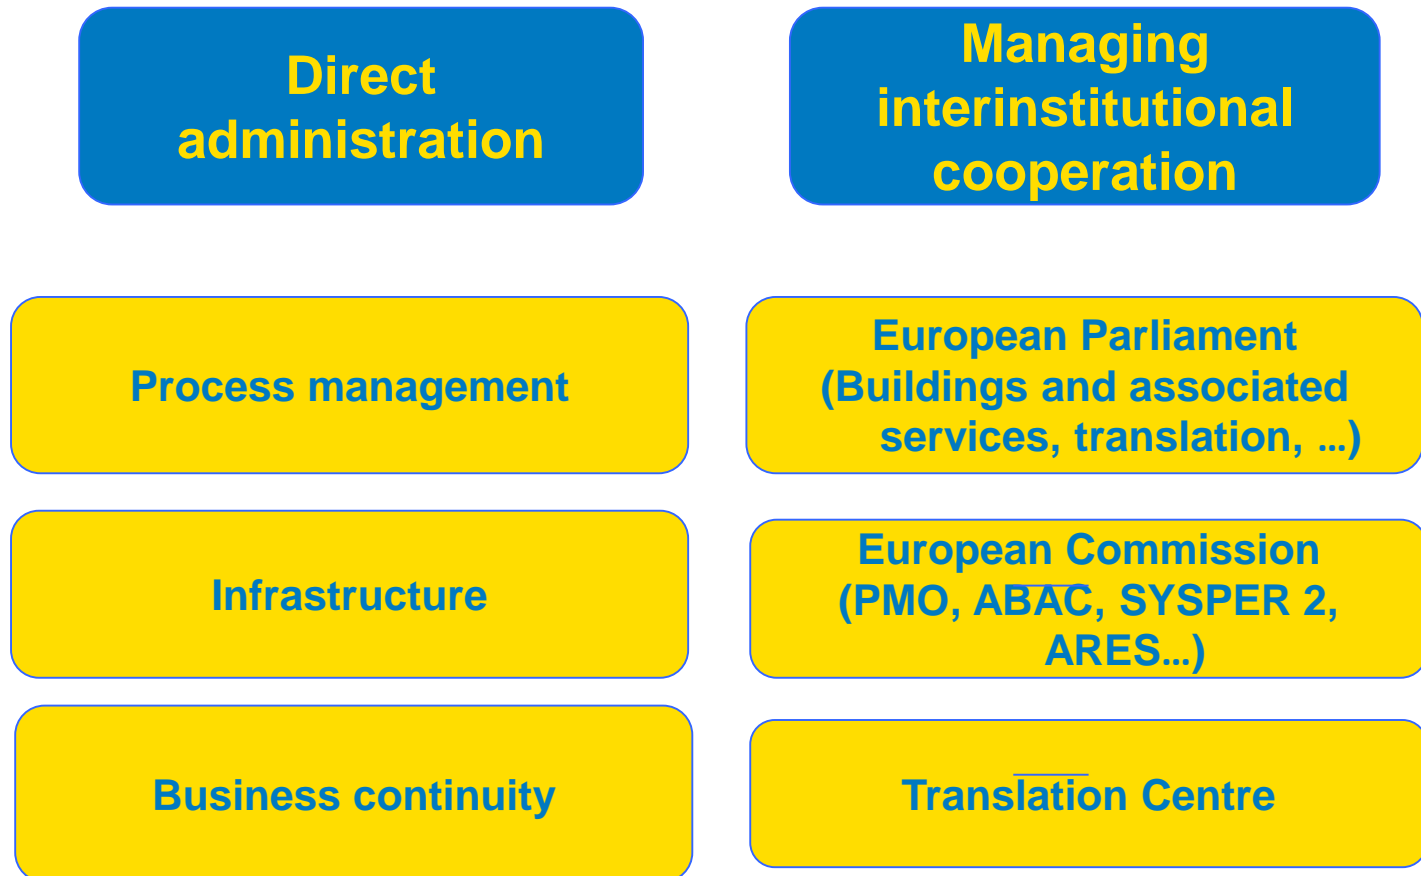 Direct
administration
Managing
interinstitutional
cooperation
Process management
European Parliament
(Buildings and associated
services, translation, ...)
Infrastructure
European Commission
(PMO, ABAC, SYSPER 2,
ARES...)
Business continuity
Translation Centre